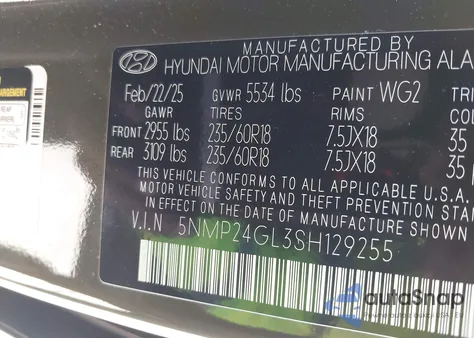 MANUFACTURED BY
HYUNDAI MOTOR MANUFACTURING ALA
Feb/22/25 GVWR 5534 lbs PAINT WG2 TRI
GAWR TIRES RIMS COL
FRONT 2955 lbs 235/60R18 7.5JX18 35
REAR 3109 lbs 235/60R18 7.5JX18 35
THIS VEHICLE CONFORMS TO ALL APPLICABLE U.S.A.
MOTOR VEHICLE SAFETY AND THEFT PREVENTION
IN EFFECT ON THE DATE OF MANUFACTURE SHOWN
V.I.N 5NMP24GL3SH129255
autoSnap